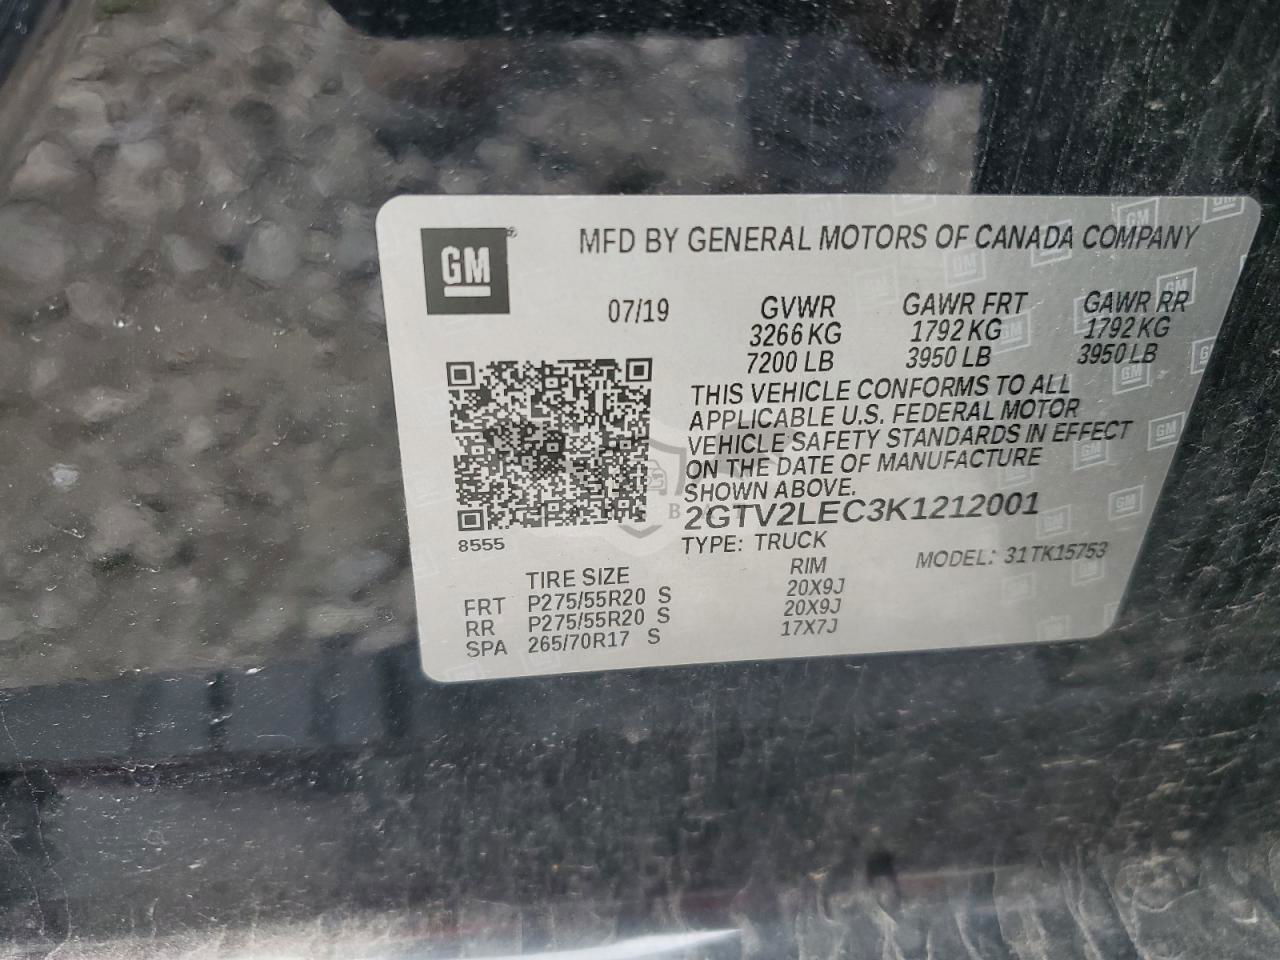 GM®
MFD BY GENERAL MOTORS OF CANADA COMPANY
07/19 GVWR GAWR FRT GAWR RR
3266 KG 1792 KG 1792 KG
7200 LB 3950 LB 3950 LB
THIS VEHICLE CONFORMS TO ALL
APPLICABLE U.S. FEDERAL MOTOR
VEHICLE SAFETY STANDARDS IN EFFECT
ON THE DATE OF MANUFACTURE
SHOWN ABOVE.
2GTV2LEC3K1212001
8555
TYPE: TRUCK MODEL: 31TK15753
TIRE SIZE RIM
FRT P275/55R20 S 20X9J
RR P275/55R20 S 20X9J
SPA 265/70R17 S 17X7J